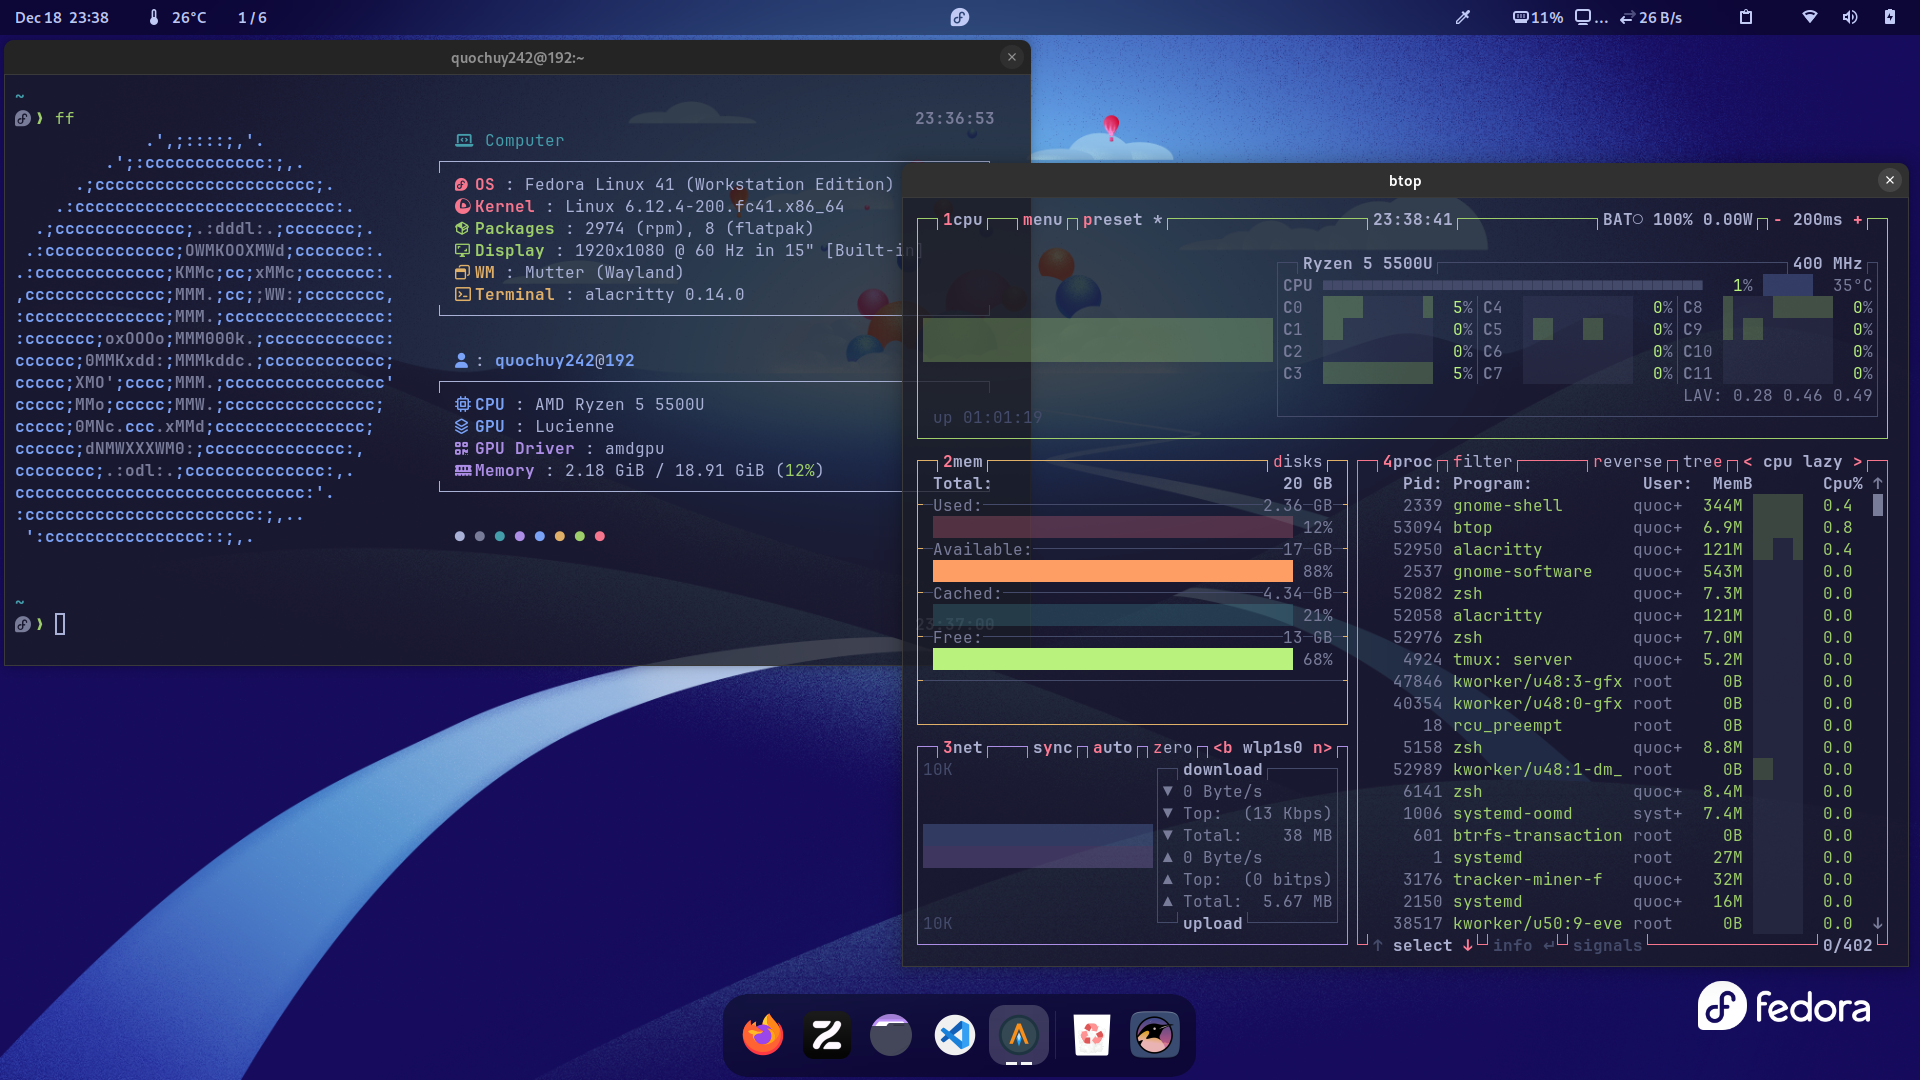 Dec 18 23:38 26°C 1 / 6 11% ... 26 B/s
quochuy242@192:~
~
ff 23:36:53
.',;::::;,'.
.';:cccccccccccc:;,.
.;cccccccccccccccccccccc;.
.:cccccccccccccccccccccccccc:.
.;ccccccccccccc;.:dddl:.;ccccccc;.
.:ccccccccccccc;OWMKOOXMWd;ccccccc:.
.:ccccccccccccc;KMMc;cc;xMMc;ccccccc:.
,cccccccccccccc;MMM.;cc;;WW:;cccccccc,
:cccccccccccccc;MMM.;cccccccccccccccc:
:ccccccc;oxOOOo;MMM000k.;cccccccccccc:
cccccc;0MMKxdd:;MMMkddc.;cccccccccccc;
ccccc;XMO';cccc;MMM.;cccccccccccccccc'
ccccc;MMo;ccccc;MMW.;ccccccccccccccc;
ccccc;0MNc.ccc.xMMd;ccccccccccccccc;
cccccc;dNMWXXXWM0:;cccccccccccccc:,
cccccccc;.:odl:.;cccccccccccccc:,.
ccccccccccccccccccccccccccccc:'.
:ccccccccccccccccccccccc:;,..
':cccccccccccccccc::;,.
Computer
OS : Fedora Linux 41 (Workstation Edition)
Kernel : Linux 6.12.4-200.fc41.x86_64
Packages : 2974 (rpm), 8 (flatpak)
Display : 1920x1080 @ 60 Hz in 15" [Built-in]
WM : Mutter (Wayland)
Terminal : alacritty 0.14.0
: quochuy242@192
CPU : AMD Ryzen 5 5500U
GPU : Lucienne
GPU Driver : amdgpu
Memory : 2.18 GiB / 18.91 GiB (12%)
~
23:37:00
btop
1cpu menu preset * 23:38:41 BAT 100% 0.00W - 200ms +
Ryzen 5 5500U 400 MHz
CPU 1% 35°C
C0 5% C4 0% C8 0%
C1 0% C5 0% C9 0%
C2 0% C6 0% C10 0%
C3 5% C7 0% C11 0%
LAV: 0.28 0.46 0.49
up 01:01:19
2mem disks
Total: 20 GB
Used: 2.36 GB
12%
Available: 17 GB
88%
Cached: 4.34 GB
21%
Free: 13 GB
68%
3net sync auto zero <b wlp1s0 n>
10K
download
▼ 0 Byte/s
▼ Top: (13 Kbps)
▼ Total: 38 MB
▲ 0 Byte/s
▲ Top: (0 bitps)
▲ Total: 5.67 MB
10K
upload
4proc filter reverse tree < cpu lazy >
Pid: Program: User: MemB Cpu% ↑
2339 gnome-shell quoc+ 344M 0.4
53094 btop quoc+ 6.9M 0.8
52950 alacritty quoc+ 121M 0.4
2537 gnome-software quoc+ 543M 0.0
52082 zsh quoc+ 7.3M 0.0
52058 alacritty quoc+ 121M 0.0
52976 zsh quoc+ 7.0M 0.0
4924 tmux: server quoc+ 5.2M 0.0
47846 kworker/u48:3-gfx root 0B 0.0
40354 kworker/u48:0-gfx root 0B 0.0
18 rcu_preempt root 0B 0.0
5158 zsh quoc+ 8.8M 0.0
52989 kworker/u48:1-dm_ root 0B 0.0
6141 zsh quoc+ 8.4M 0.0
1006 systemd-oomd syst+ 7.4M 0.0
601 btrfs-transaction root 0B 0.0
1 systemd root 27M 0.0
3176 tracker-miner-f quoc+ 32M 0.0
2150 systemd quoc+ 16M 0.0
38517 kworker/u50:9-eve root 0B 0.0 ↓
↑ select ↓ info ↵ signals 0/402
fedora